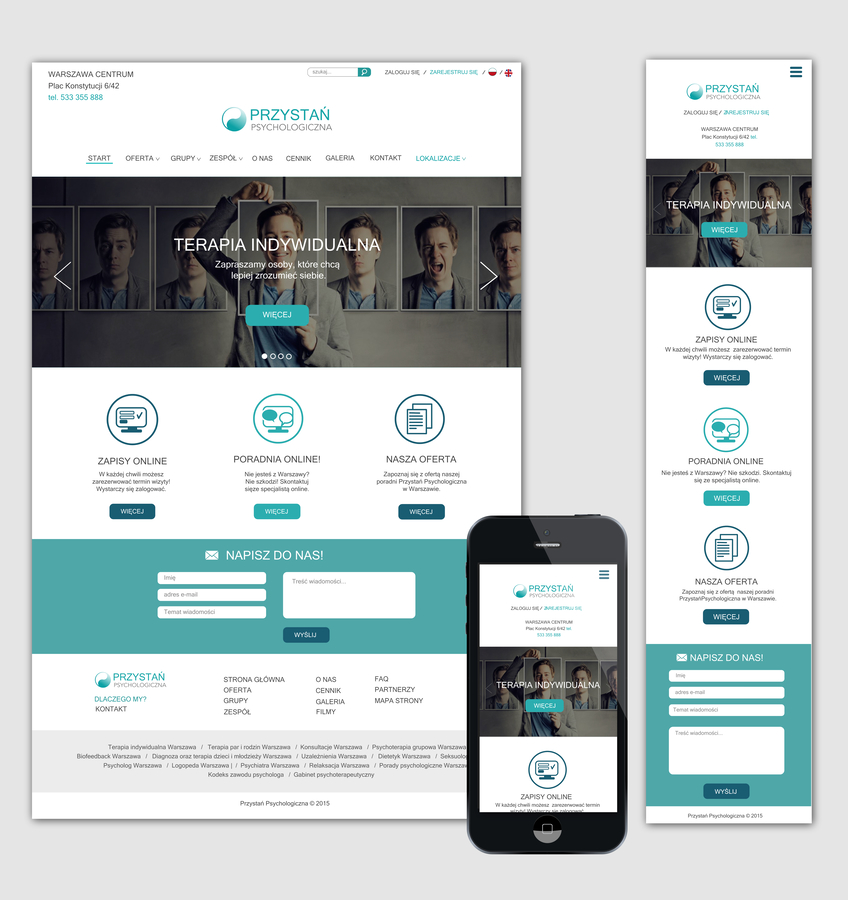 WARSZAWA CENTRUM
Plac Konstytucji 6/42
tel. 533 355 888
szukaj...
ZALOGUJ SIĘ / ZAREJESTRUJ SIĘ / /
PRZYSTAŃ
PSYCHOLOGICZNA
START OFERTA GRUPY ZESPÓŁ O NAS CENNIK GALERIA KONTAKT LOKALIZACJE
TERAPIA INDYWIDUALNA
Zapraszamy osoby, które chcą
lepiej zrozumieć siebie.
WIĘCEJ
ZAPISY ONLINE
W każdej chwili możesz
zarezerwować termin wizyty!
Wystarczy się zalogować.
WIĘCEJ
PORADNIA ONLINE!
Nie jesteś z Warszawy?
Nie szkodzi! Skontaktuj
sięze specjalistą online.
WIĘCEJ
NASZA OFERTA
Zapoznaj się z ofertą naszej
poradni Przystań Psychologiczna
w Warszawie.
WIĘCEJ
NAPISZ DO NAS!
Imię
adres e-mail
Temat wiadomości
Treść wiadomości...
WYŚLIJ
PRZYSTAŃ
PSYCHOLOGICZNA
DLACZEGO MY?
KONTAKT
STRONA GŁÓWNA
OFERTA
GRUPY
ZESPÓŁ
O NAS
CENNIK
GALERIA
FILMY
FAQ
PARTNERZY
MAPA STRONY
Terapia indywidualna Warszawa / Terapia par i rodzin Warszawa / Konsultacje Warszawa / Psychoterapia grupowa Warszawa
Biofeedback Warszawa / Diagnoza oraz terapia dzieci i młodzieży Warszawa / Uzależnienia Warszawa / Dietetyk Warszawa / Seksuolog
Psycholog Warszawa / Logopeda Warszawa | / Psychiatra Warszawa / Relaksacja Warszawa / Porady psychologiczne Warszaw
Kodeks zawodu psychologa / Gabinet psychoterapeutyczny
Przystań Psychologiczna © 2015
PRZYSTAŃ
PSYCHOLOGICZNA
ZALOGUJ SIĘ / ZAREJESTRUJ SIĘ
WARSZAWA CENTRUM
Plac Konstytucji 6/42 tel.
533 355 888
TERAPIA INDYWIDUALNA
WIĘCEJ
ZAPISY ONLINE
W każdej chwili możesz zarezerwować termin
wizyty! Wystarczy się zalogować.
PRZYSTAŃ
PSYCHOLOGICZNA
ZALOGUJ SIĘ / ZAREJESTRUJ SIĘ
WARSZAWA CENTRUM
Plac Konstytucji 6/42 tel.
533 355 888
TERAPIA INDYWIDUALNA
WIĘCEJ
ZAPISY ONLINE
W każdej chwili możesz zarezerwować termin
wizyty! Wystarczy się zalogować.
WIĘCEJ
PORADNIA ONLINE
Nie jesteś z Warszawy? Nie szkodzi. Skontaktuj
sięze specjalistą online.
WIĘCEJ
NASZA OFERTA
Zapoznaj się z ofertą naszej poradni
PrzystańPsychologiczna w Warszawie.
WIĘCEJ
NAPISZ DO NAS!
Imię
adres e-mail
Temat wiadomości
Treść wiadomości...
WYŚLIJ
Przystań Psychologiczna © 2015